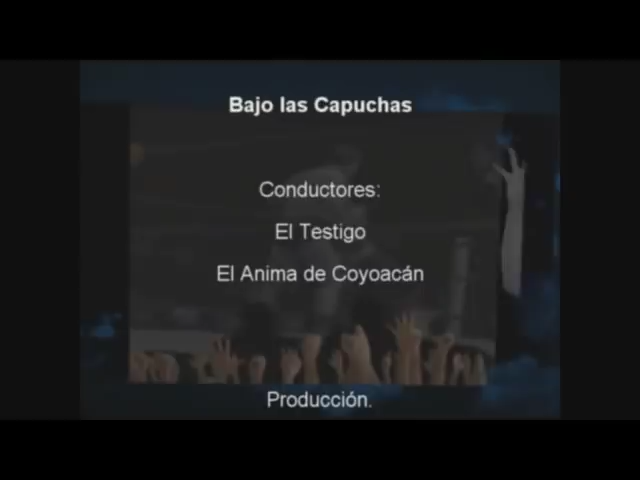 Bajo las Capuchas
Conductores:
El Testigo
El Anima de Coyoacán
Producción.